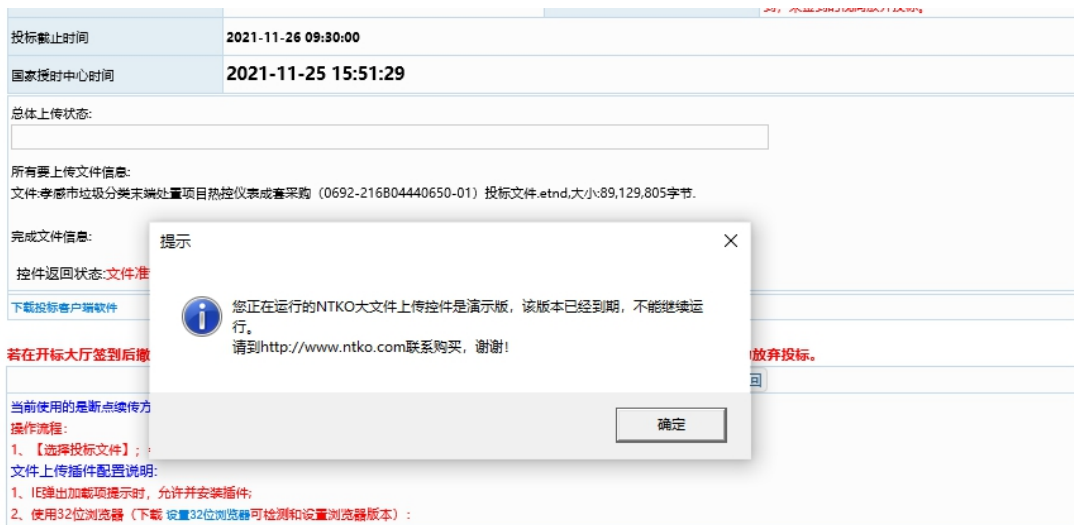 到，未签到的视同放弃投标。
投标截止时间 2021-11-26 09:30:00
国家授时中心时间 2021-11-25 15:51:29
总体上传状态:
所有要上传文件信息:
文件:孝感市垃圾分类末端处置项目热控仪表成套采购（0692-216B04440650-01）投标文件.etnd,大小:89,129,805字节.
完成文件信息:
控件返回状态:文件准
下载投标客户端软件
提示
您正在运行的NTKO大文件上传控件是演示版，该版本已经到期，不能继续运
行。
请到http://www.ntko.com联系购买，谢谢!
确定
若在开标大厅签到后撤
放弃投标。
回
当前使用的是断点续传方
操作流程:
1、【选择投标文件】;
文件上传插件配置说明:
1、IE弹出加载项提示时，允许并安装插件;
2、使用32位浏览器（下载 设置32位浏览器可检测和设置浏览器版本）: